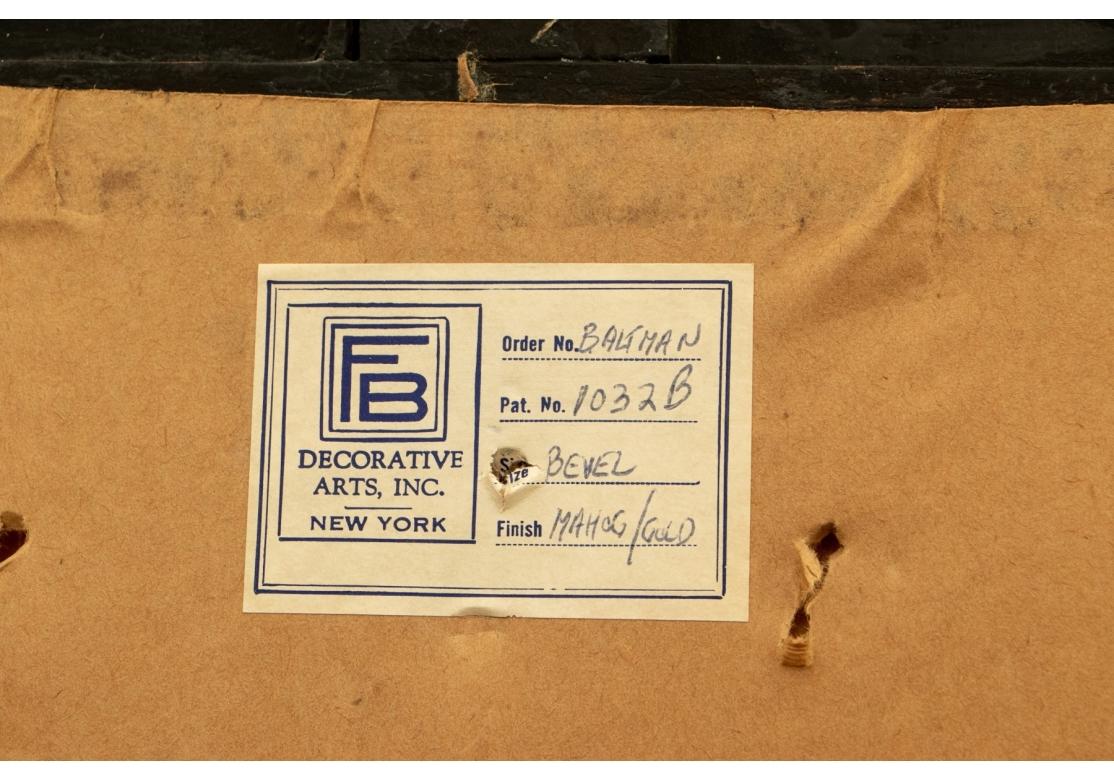 FB
DECORATIVE
ARTS, INC.
NEW YORK
Order No. BALTMAN
Pat. No. 1032B
Size BEVEL
Finish MAHOG/GOLD